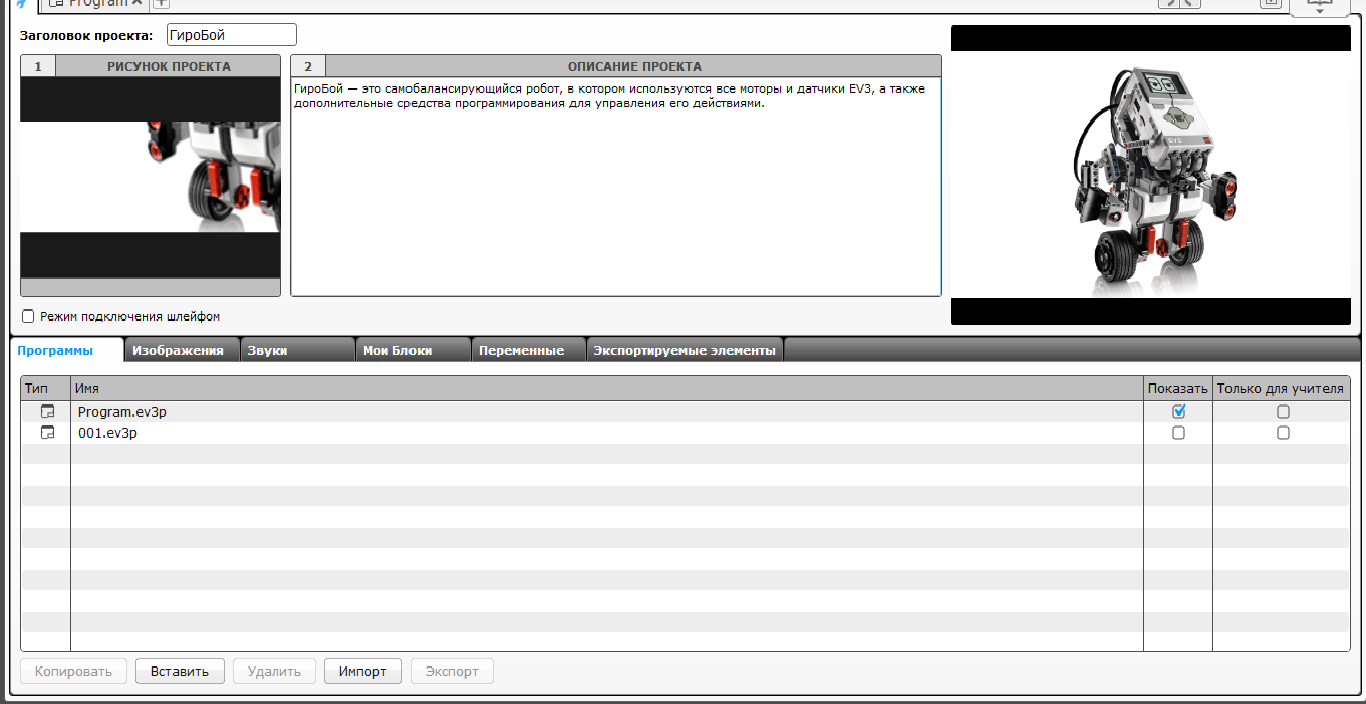 Program
Заголовок проекта: ГироБой
1 РИСУНОК ПРОЕКТА
2 ОПИСАНИЕ ПРОЕКТА
ГироБой — это самобалансирующийся робот, в котором используются все моторы и датчики EV3, а также
дополнительные средства программирования для управления его действиями.
EV3
Режим подключения шлейфом
Программы Изображения Звуки Мои Блоки Переменные Экспортируемые элементы
Тип Имя Показать Только для учителя
Program.ev3p
001.ev3p
Копировать Вставить Удалить Импорт Экспорт